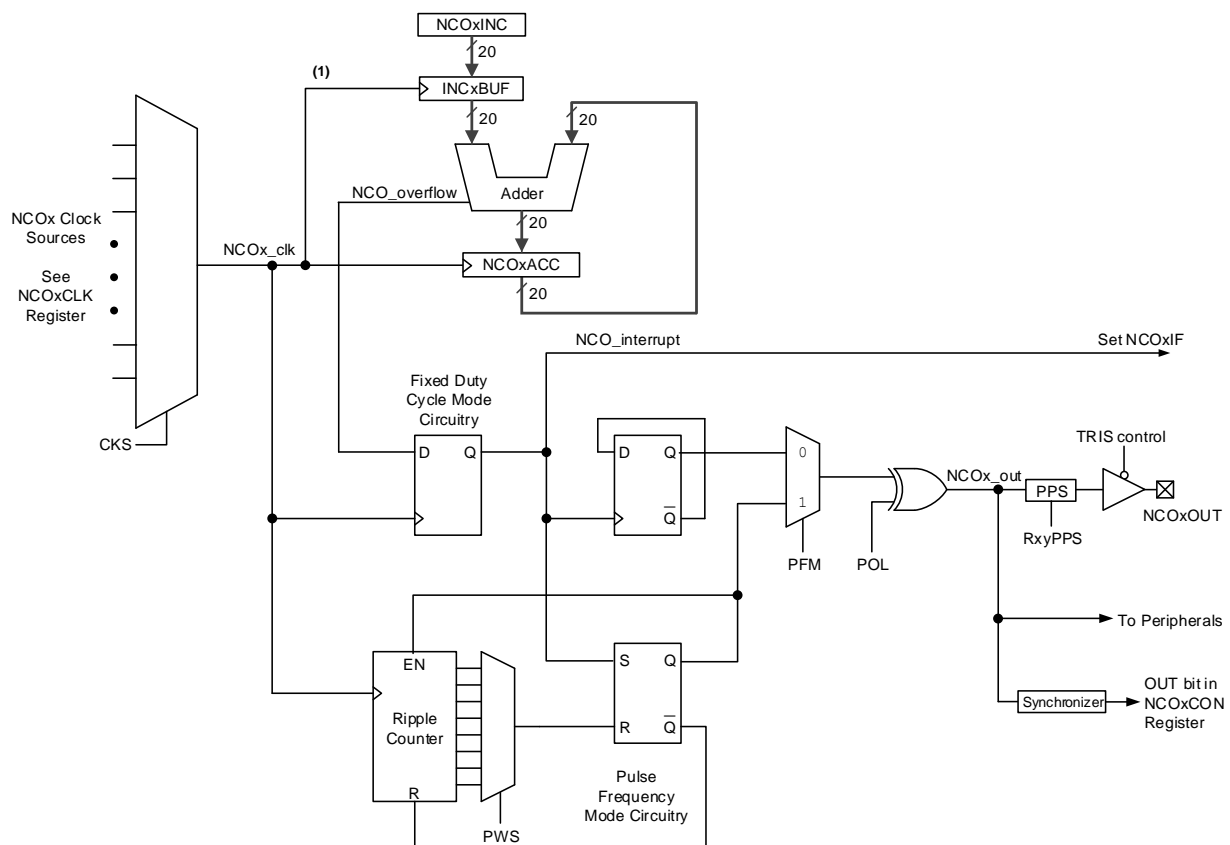 NCOxINC
20
(1)
INCxBUF
20
20
Adder
NCO_overflow
20
NCOx Clock
Sources
See
NCOxCLK
Register
NCOx_clk
NCOxACC
20
NCO_interrupt
Set NCOxIF
Fixed Duty
Cycle Mode
Circuitry
CKS
D Q
D Q
Q
0
1
PFM
POL
NCOx_out
TRIS control
PPS
RxyPPS
NCOxOUT
To Peripherals
EN
Ripple
Counter
R
PWS
S Q
R Q
Pulse
Frequency
Mode Circuitry
Synchronizer
OUT bit in
NCOxCON
Register